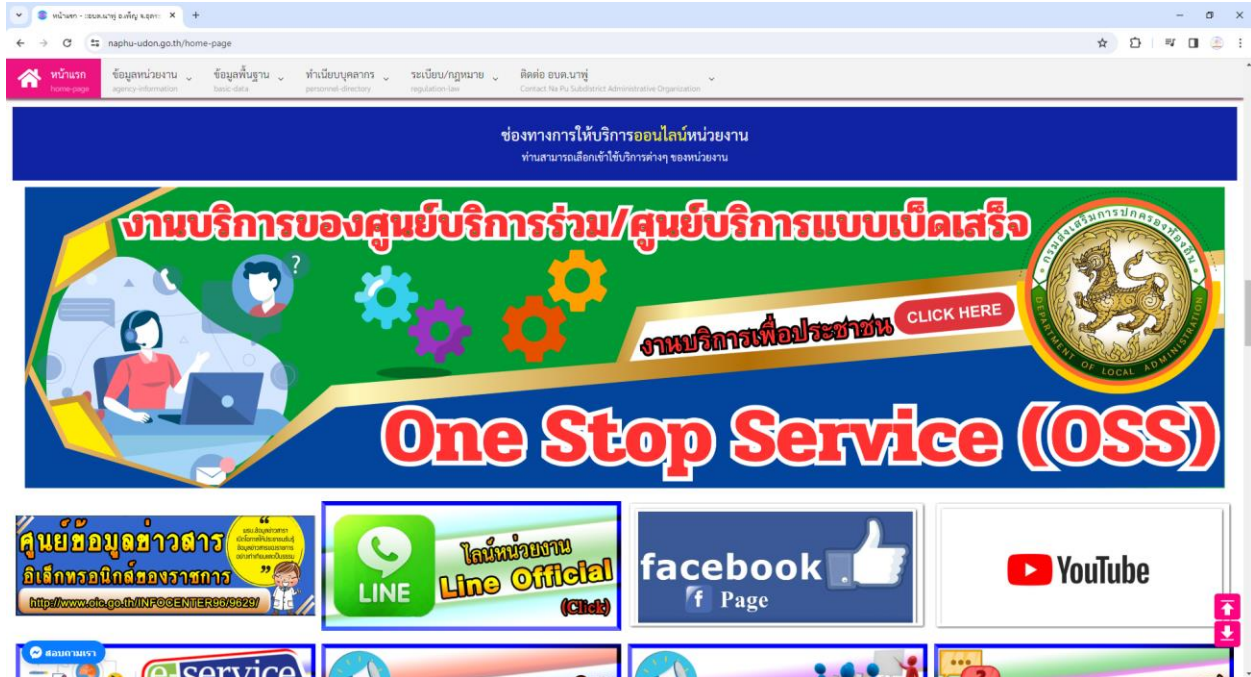 naphu-udon.go.th/home-page
หน้าแรก
home-page
ข้อมูลหน่วยงาน
agency-information
ข้อมูลพื้นฐาน
basic-data
ทำเนียบบุคลากร
personnel-directory
ระเบียบ/กฎหมาย
regulation-law
ติดต่อ อบต.นาพู่
Contact Na Pu Subdistrict Administrative Organization
ช่องทางการให้บริการออนไลน์หน่วยงาน
ท่านสามารถเลือกเข้าใช้บริการต่างๆ ของหน่วยงาน
งานบริการของศูนย์บริการร่วม/ศูนย์บริการแบบเบ็ดเสร็จ
กรมส่งเสริมการปกครองท้องถิ่น
DEPARTMENT OF LOCAL ADMINISTRATION
งานบริการเพื่อประชาชน
CLICK HERE
One Stop Service (OSS)
ศูนย์ข้อมูลข่าวสาร
อิเล็กทรอนิกส์ของราชการ
http://www.oic.go.th/INFOCENTER96/9629/
LINE
ไลน์หน่วยงาน
Line Official
(Click)
facebook
f Page
YouTube
สอบถามเรา
e-service